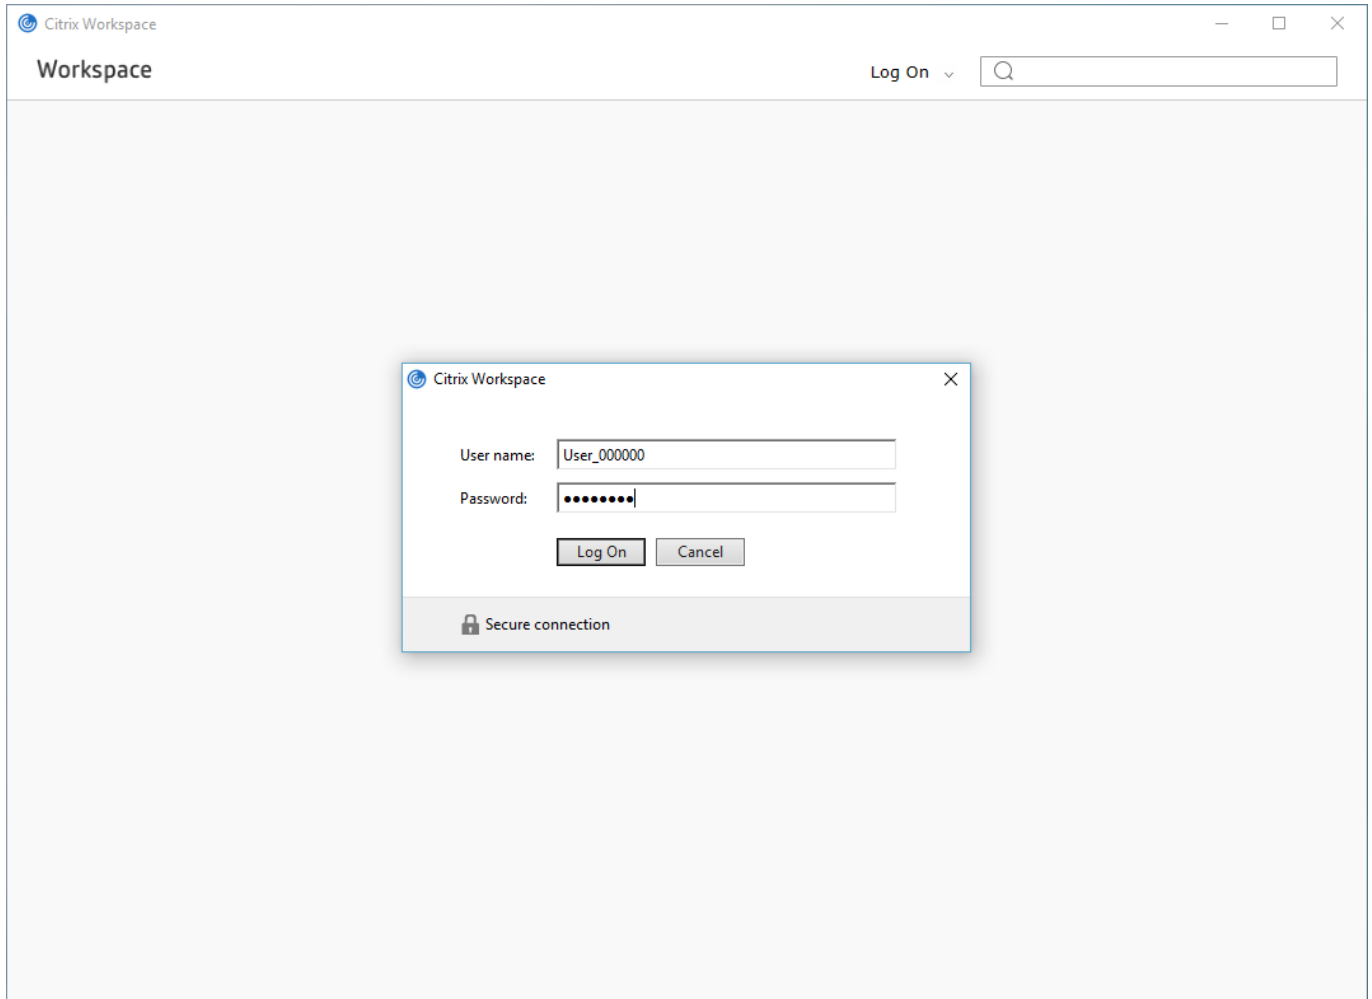 Citrix Workspace
Workspace
Log On
Citrix Workspace
User name: User_000000
Password: ●●●●●●●●
Log On Cancel
Secure connection